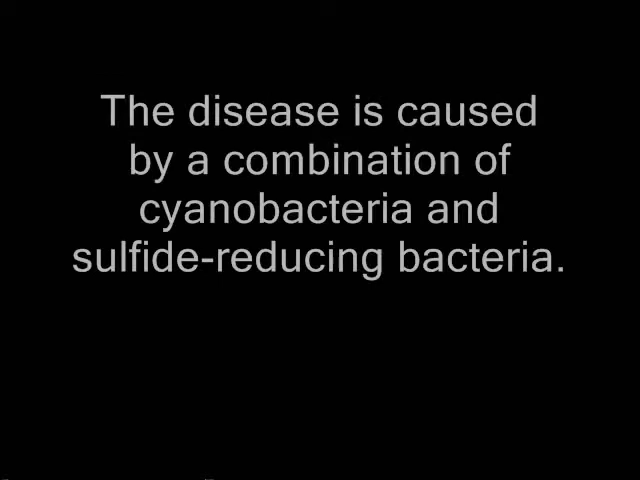 The disease is caused
by a combination of
cyanobacteria and
sulfide-reducing bacteria.